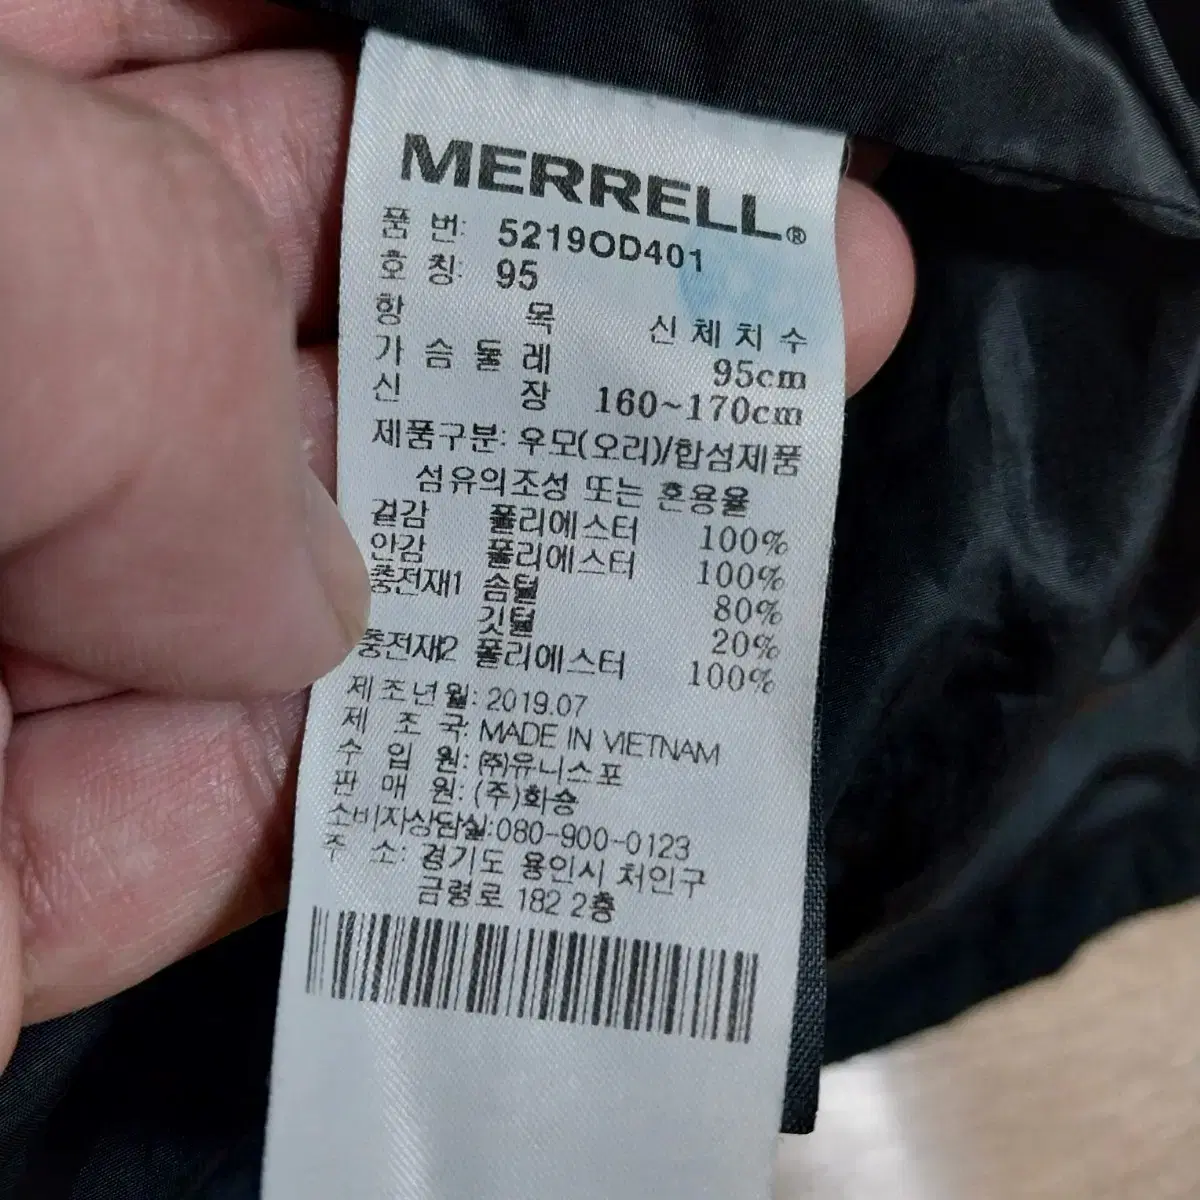 MERRELL®
품 번: 5219OD401
호 칭: 95
항 목 신체치수
가슴둘레 95cm
신 장 160~170cm
제품구분: 우모(오리)/합섬제품
섬유의조성 또는 혼용율
겉감 폴리에스터 100%
안감 폴리에스터 100%
충전재1 솜털 80%
깃털 20%
충전재2 폴리에스터 100%
제조년월: 2019.07
제 조 국: MADE IN VIETNAM
수 입 원: (주)유니스포
판 매 원: (주)화승
소비자상담실:080-900-0123
주 소: 경기도 용인시 처인구
금령로 182 2층